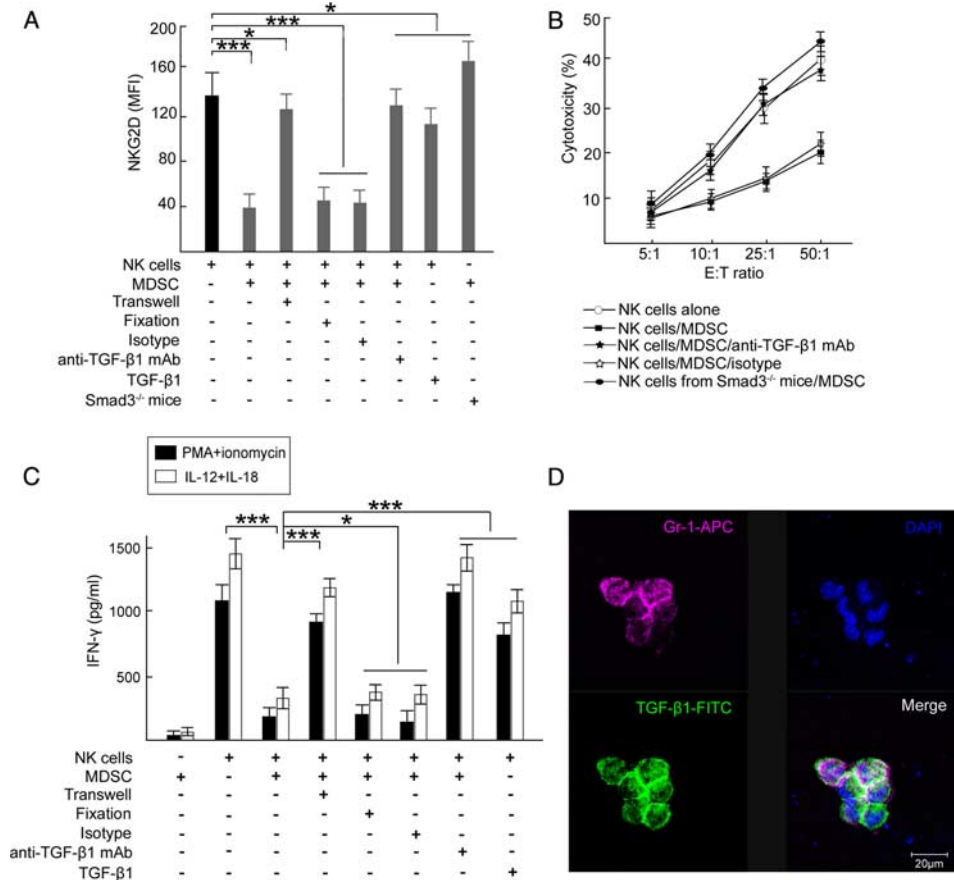 A
NKG2D (MFI)
200
160
120
80
40
*
***
*
***
NK cells + + + + + + + -
MDSC - + + + + + - +
Transwell - - + - - - - -
Fixation - - - + - - - -
Isotype - - - - + - - -
anti-TGF-β1 mAb - - - - - + - -
TGF-β1 - - - - - - + -
Smad3-/- mice - - - - - - - +
B
Cytotoxicity (%)
50
40
30
20
10
5:1 10:1 25:1 50:1
E:T ratio
NK cells alone
NK cells/MDSC
NK cells/MDSC/anti-TGF-β1 mAb
NK cells/MDSC/isotype
NK cells from Smad3-/- mice/MDSC
C
PMA+ionomycin
IL-12+IL-18
IFN-γ (pg/ml)
1500
1000
500
***
***
*
***
NK cells - + + + + + + +
MDSC + - + + + + + -
Transwell - - - + - - - -
Fixation - - - - + - - -
Isotype - - - - - + - -
anti-TGF-β1 mAb - - - - - - + -
TGF-β1 - - - - - - - +
D
Gr-1-APC
DAPI
TGF-β1-FITC
Merge
20μm